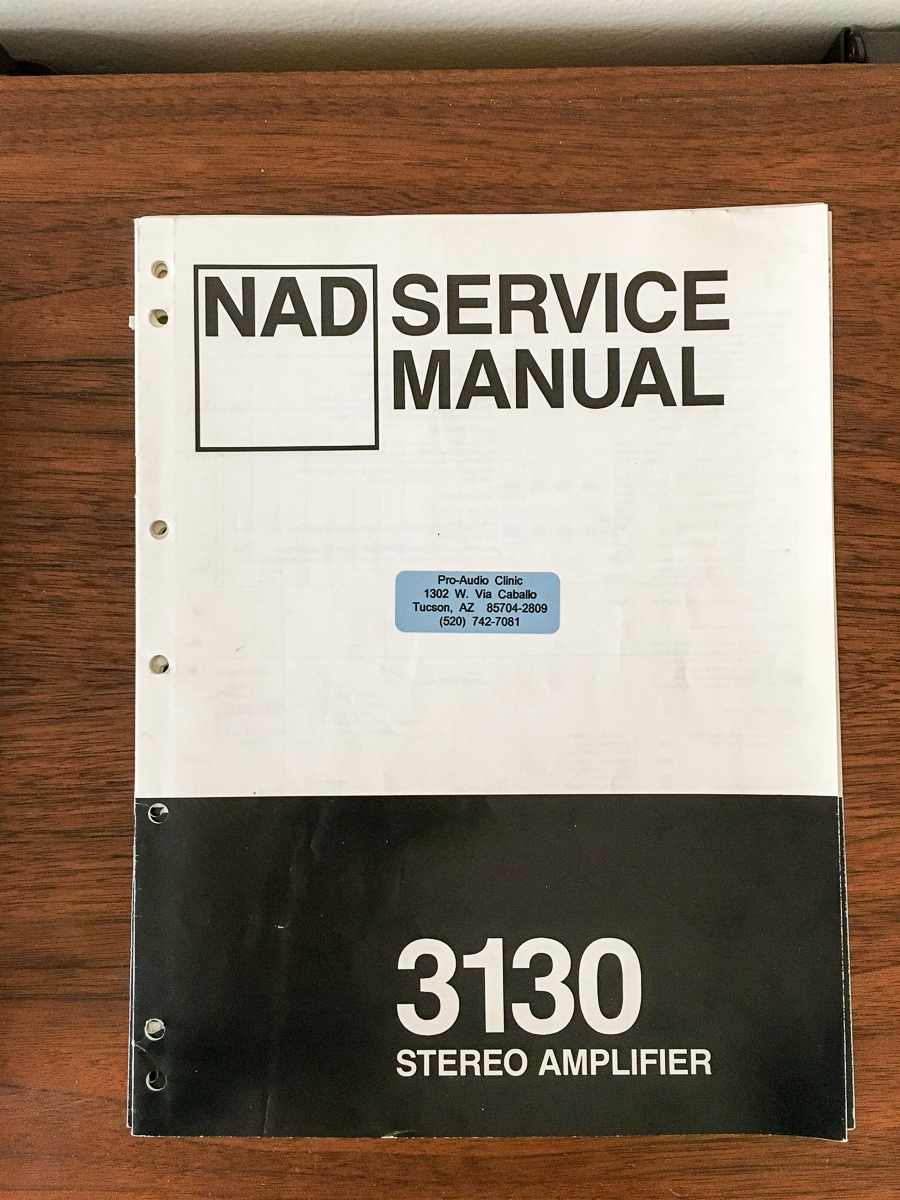 NAD SERVICE
MANUAL
Pro-Audio Clinic
1302 W. Via Caballo
Tucson, AZ 85704-2809
(520) 742-7081
3130
STEREO AMPLIFIER